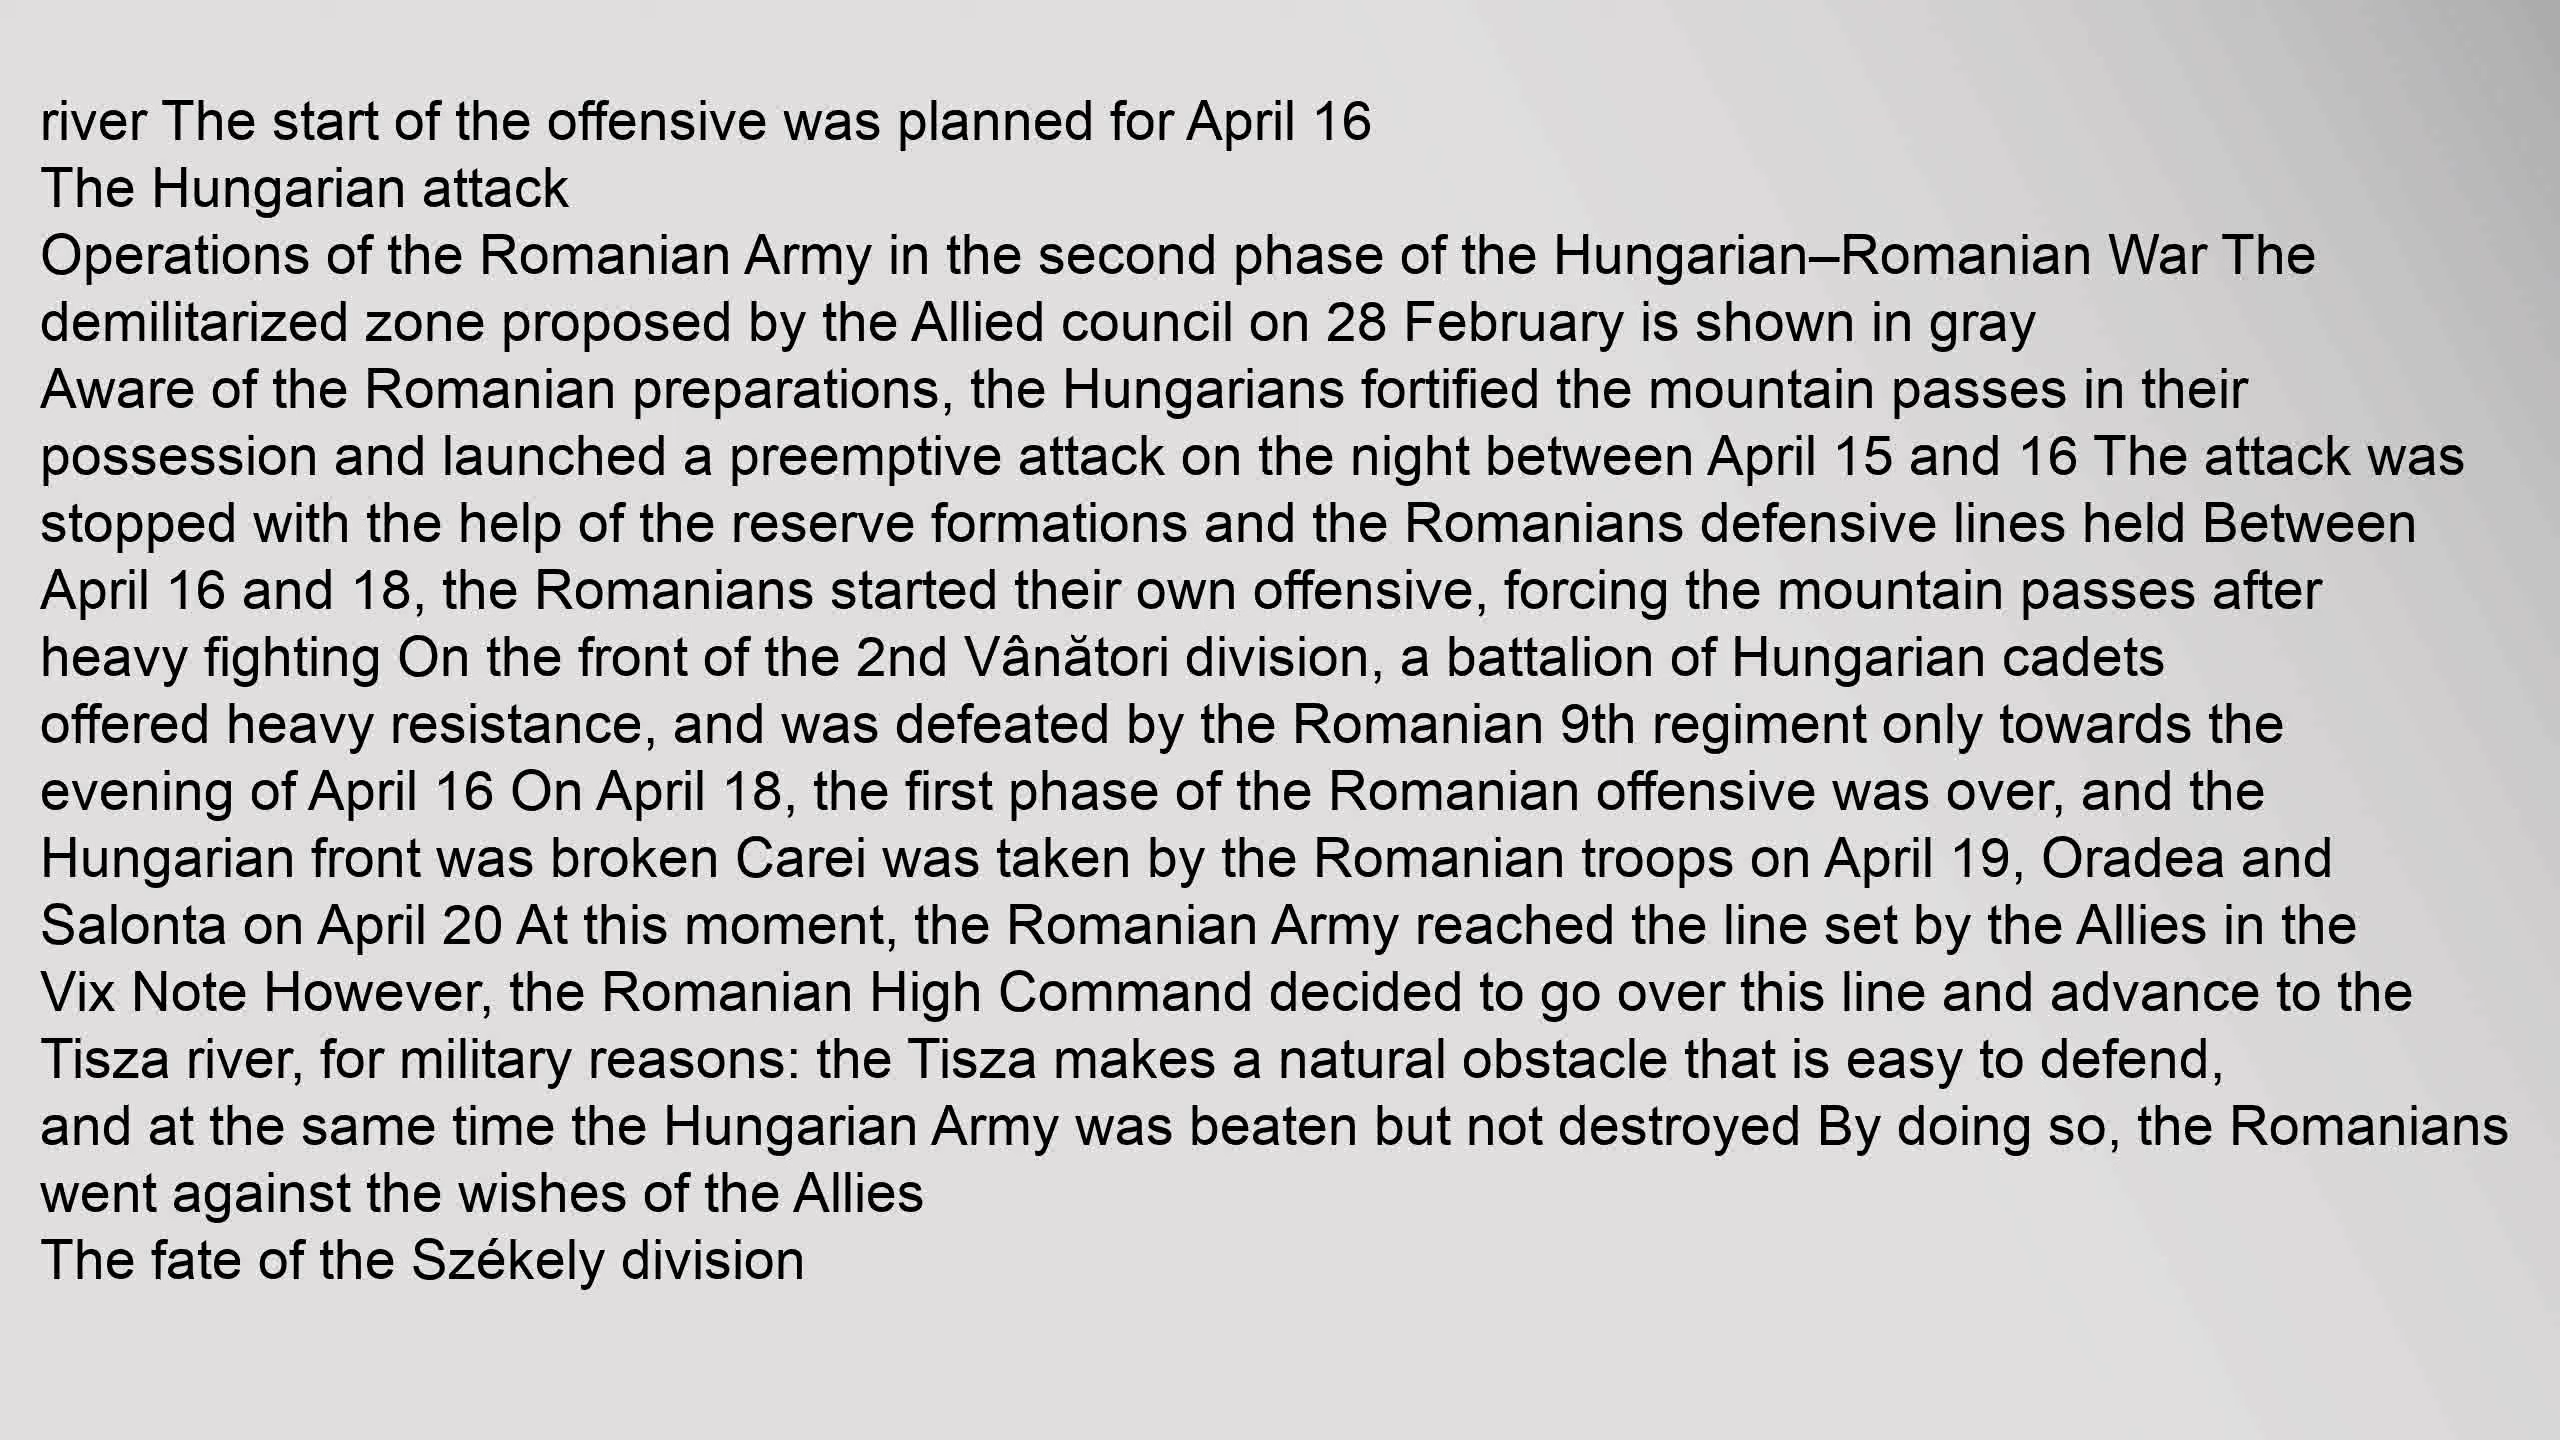 river The start of the offensive was planned for April 16
The Hungarian attack
Operations of the Romanian Army in the second phase of the Hungarian–Romanian War The
demilitarized zone proposed by the Allied council on 28 February is shown in gray
Aware of the Romanian preparations, the Hungarians fortified the mountain passes in their
possession and launched a preemptive attack on the night between April 15 and 16 The attack was
stopped with the help of the reserve formations and the Romanians defensive lines held Between
April 16 and 18, the Romanians started their own offensive, forcing the mountain passes after
heavy fighting On the front of the 2nd Vânători division, a battalion of Hungarian cadets
offered heavy resistance, and was defeated by the Romanian 9th regiment only towards the
evening of April 16 On April 18, the first phase of the Romanian offensive was over, and the
Hungarian front was broken Carei was taken by the Romanian troops on April 19, Oradea and
Salonta on April 20 At this moment, the Romanian Army reached the line set by the Allies in the
Vix Note However, the Romanian High Command decided to go over this line and advance to the
Tisza river, for military reasons: the Tisza makes a natural obstacle that is easy to defend,
and at the same time the Hungarian Army was beaten but not destroyed By doing so, the Romanians
went against the wishes of the Allies
The fate of the Székely division